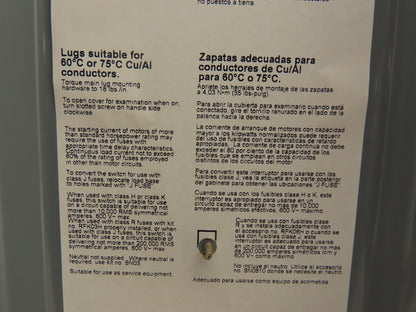 no puestos a tierra
Lugs suitable for
60°C or 75°C Cu/Al
conductors.
Torque main lug mounting
hardware to 18 lbs./in.
To open cover for examination when on,
turn slotted screw on handle side
clockwise.
The starting current of motors of more
than standard horsepower rating may
require the use of fuses with
appropriate time delay characteristics.
Continuous load current not to exceed
80% of the rating of fuses employed
in other than motor circuits.
To convert the switch for use with
class J fuses, relocate load base
to holes marked with "J FUSE"
When used with class H or class K
fuses, this switch is suitable for use
on a circuit capable of delivering not
more than 10,000 RMS symmetrical
amperes, 600 V~ max.
When used with class R fuses with kit
no. RFK03H properly installed, or when
used with class J fuses, this switch is
suitable for use on a circuit capable of
delivering not more than 200,000 RMS
symmetrical amperes, 600 V~ max.
Neutral not supplied. Where neutral is
required, use kit no. SN03
Suitable for use as service equipment.
Zapatas adecuadas para
conductores de Cu/Al
para 60°C o 75°C.
Apriete los herrajes de montaje de las zapatas
a 4,03 N•m (35 lbs-pulg).
Para abrir la cubierta para examinarlo cuando está
conectado, gire el tornillo ranurado en el lado de la
palanca hacia la derecha
La corriente de arranque de motores con capacidad
mayor a los kilowatts normalizados puede requerir
del uso de fusibles con características de retardo
apropiadas. La corriente de carga continua no debe
exceder el 80 por ciento de la capacidad de los
fusibles que se emplean en otros circuitos
distintos de los circuitos del motor.
Para convertir este interruptor para usarse con los
fusibles clase J, vea la etiqueta en la parte posterior
del gabinete para obtener las ubicaciones "J FUSE".
Cuando se usa con fusibles clase H o K, este
interruptor es apropiado para usarse en un
circuito capaz de entregar no más de 10 000
amperes simétricos eféctivos, 600 V~ máximo
Cuando se usa con fusibles clase
R y se instala adecuadamente
con el accesorio no.
o cuando se usa con
fusibles clase J, este
interruptor es adecuado para usarse
en un circuit capaz de entregar no más
de 200 000 amperes simétricos rcm y
600 V~ máximo
No se incluye el neutro. Ubique el accesorio
no. donde se requiera el uso de neutro.
Adecuado para usarse como equipo de acometida